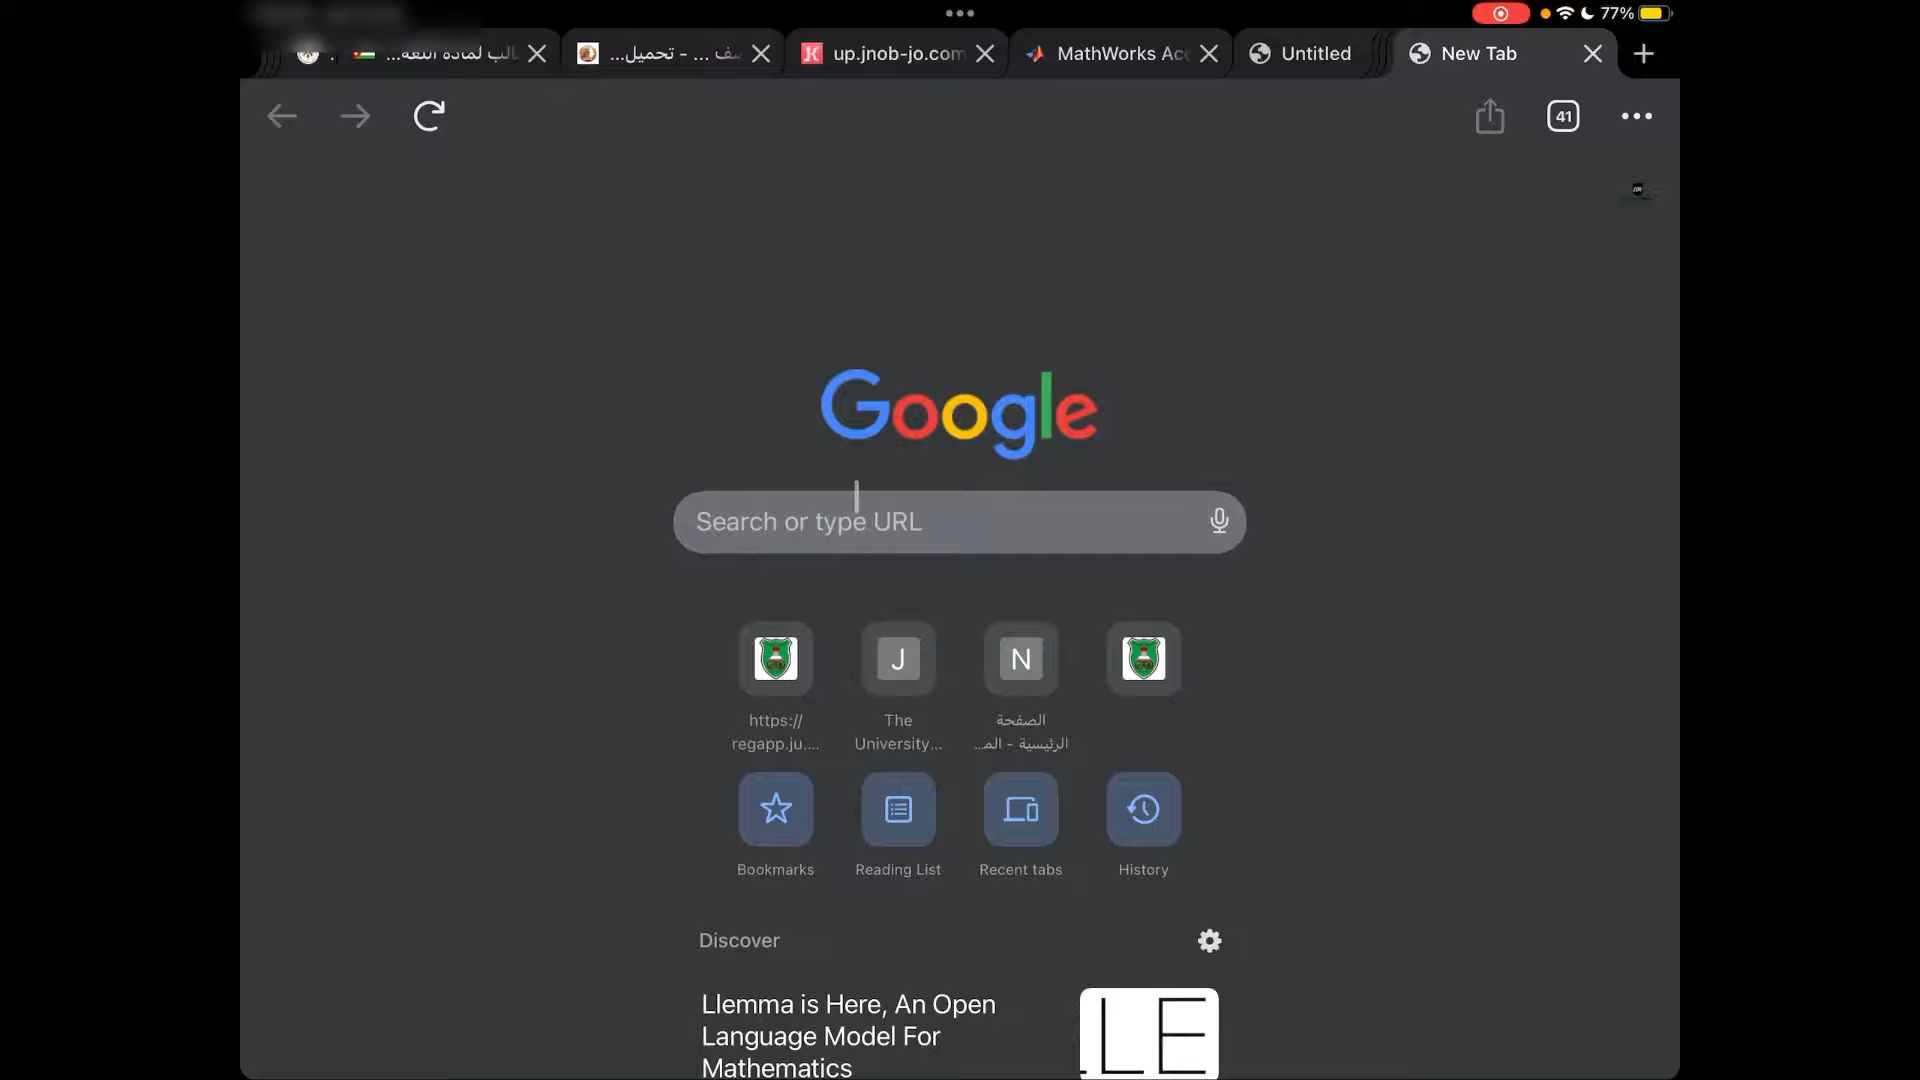 77%
...الب لمادة اللغة
...صف ... - تحميل
up.jnob-jo.com
MathWorks Acc
Untitled
New Tab
41
Google
Search or type URL
J
N
https://
regapp.ju....
The
University...
الصفحة
الرئيسية - الم...
Bookmarks
Reading List
Recent tabs
History
Discover
Llemma is Here, An Open
Language Model For
Mathematics
LE